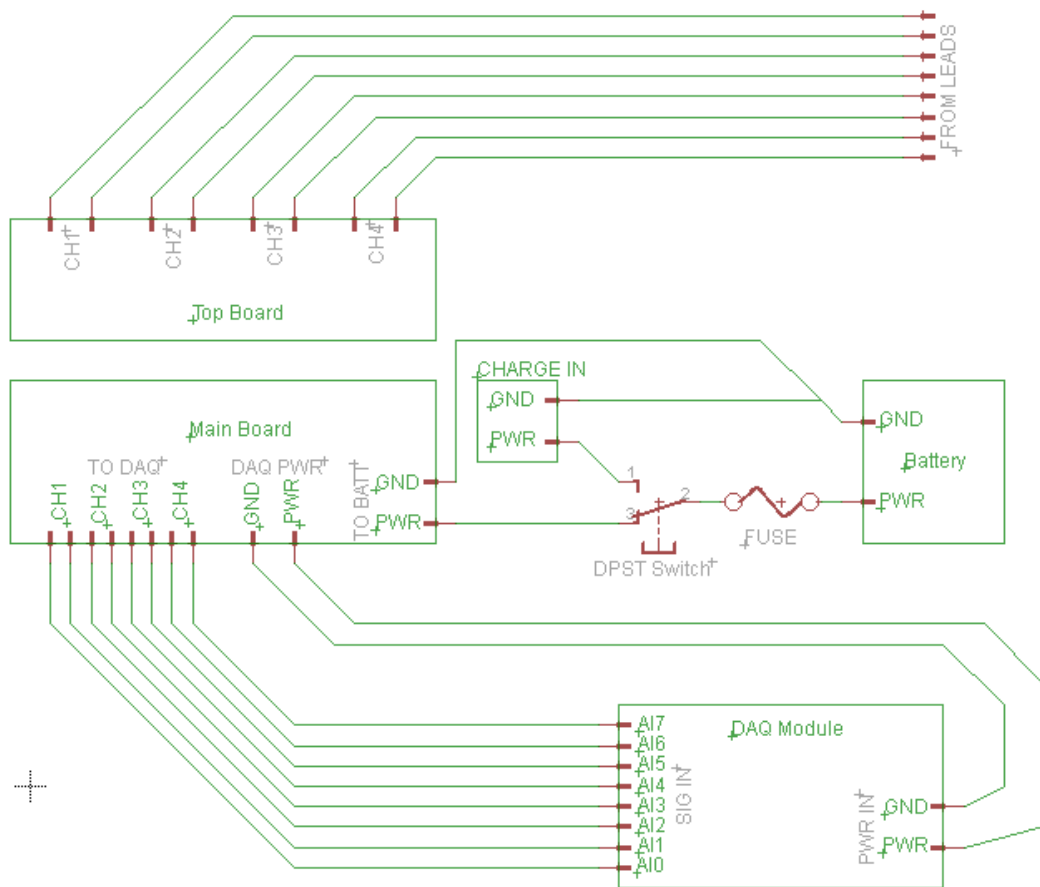 FROM LEADS
CH1
CH2
CH3
CH4
Top Board
CHARGE IN
GND
PWR
Main Board
TO DAQ
DAQ PWR
TO BATT
GND
PWR
CH1
CH2
CH3
CH4
GND
PWR
1
2
3
DPST Switch
FUSE
GND
Battery
PWR
DAQ Module
AI7
AI6
AI5
AI4
AI3
AI2
AI1
AI0
SIG IN
PWR IN
GND
PWR